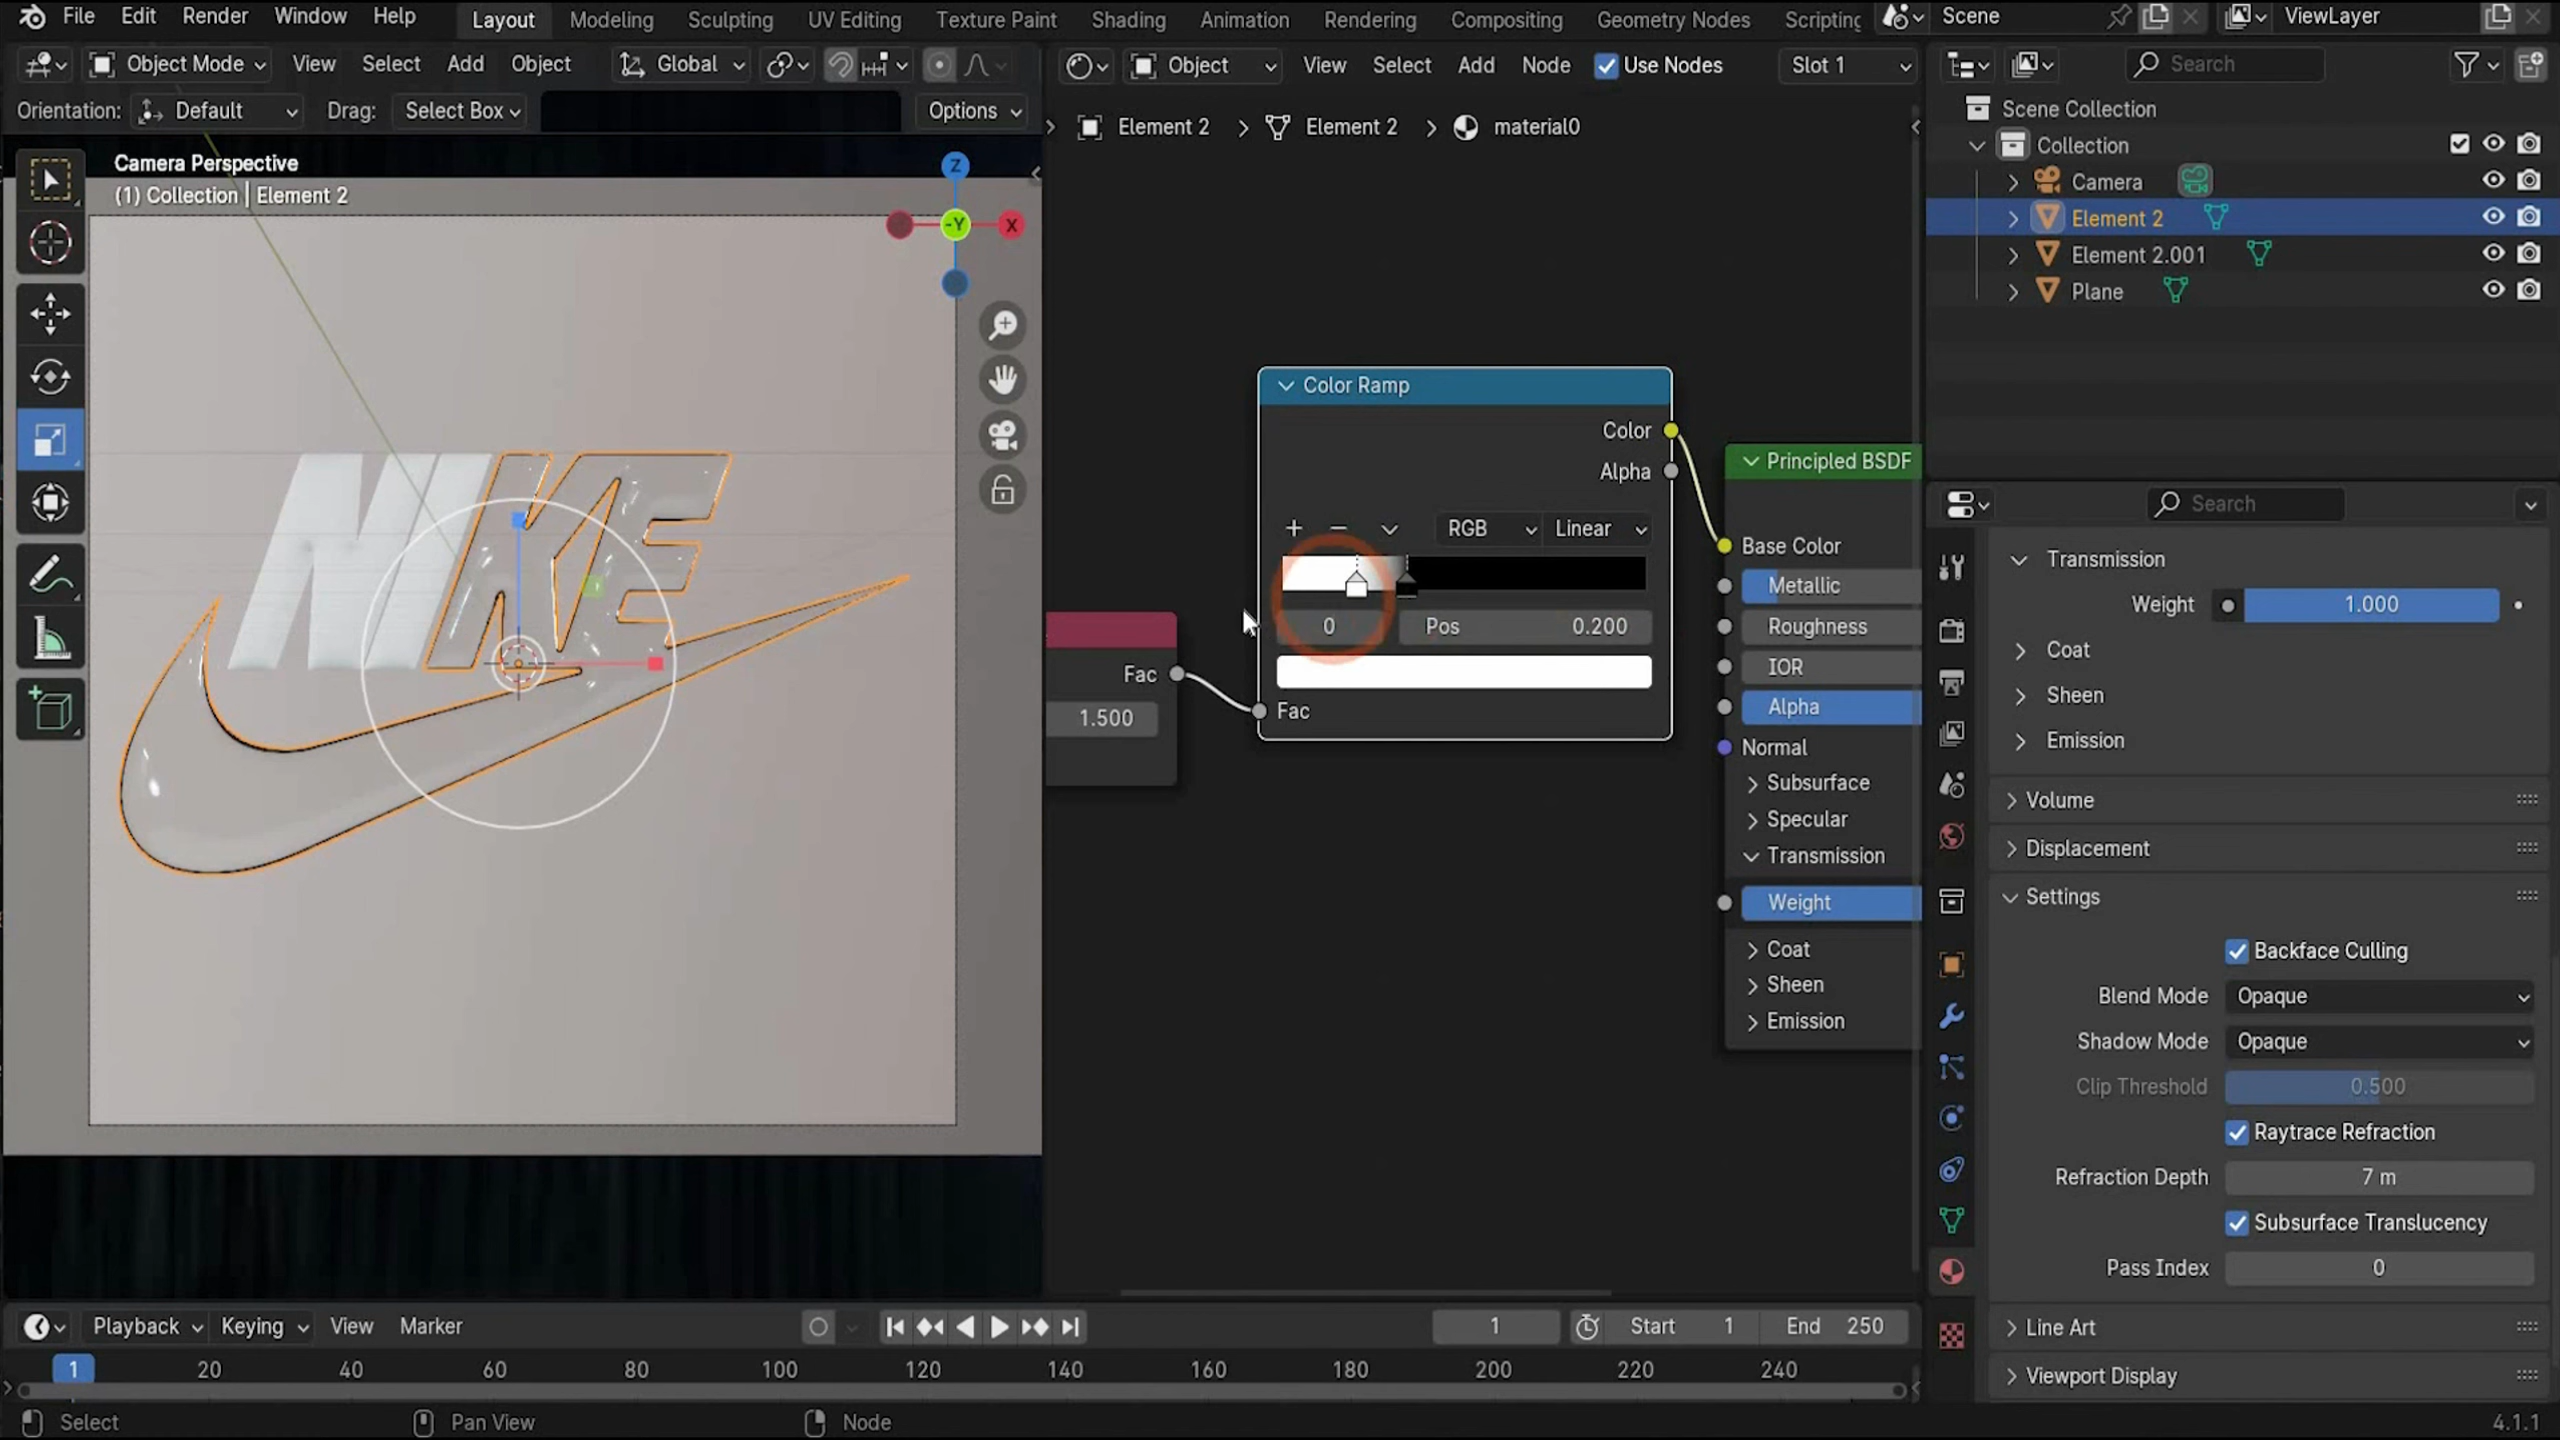 File Edit Render Window Help Layout Modeling Sculpting UV Editing Texture Paint Shading Animation Rendering Compositing Geometry Nodes Scripting Scene ViewLayer
Object Mode View Select Add Object Global
Object View Select Add Node Use Nodes Slot 1
Search
Orientation: Default Drag: Select Box Options
Element 2 Element 2 material0
Camera Perspective
(1) Collection | Element 2
Z
-Y
X
NIKE
Color Ramp
Color
Alpha
RGB Linear
0 Pos 0.200
Fac
Fac
1.500
Principled BSDF
Base Color
Metallic
Roughness
IOR
Alpha
Normal
Subsurface
Specular
Transmission
Weight
Coat
Sheen
Emission
Scene Collection
Collection
Camera
Element 2
Element 2.001
Plane
Search
Transmission
Weight 1.000
Coat
Sheen
Emission
Volume
Displacement
Settings
Backface Culling
Blend Mode Opaque
Shadow Mode Opaque
Clip Threshold 0.500
Raytrace Refraction
Refraction Depth 7 m
Subsurface Translucency
Pass Index 0
Line Art
Viewport Display
Playback Keying View Marker 1 Start 1 End 250
1 20 40 60 80 100 120 140 160 180 200 220 240
Select Pan View Node 4.1.1